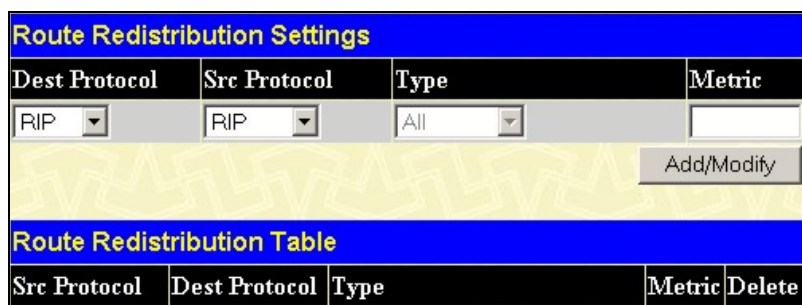 Route Redistribution Settings
Dest Protocol Src Protocol Type Metric
RIP RIP All
Add/Modify
Route Redistribution Table
Src Protocol Dest Protocol Type Metric Delete